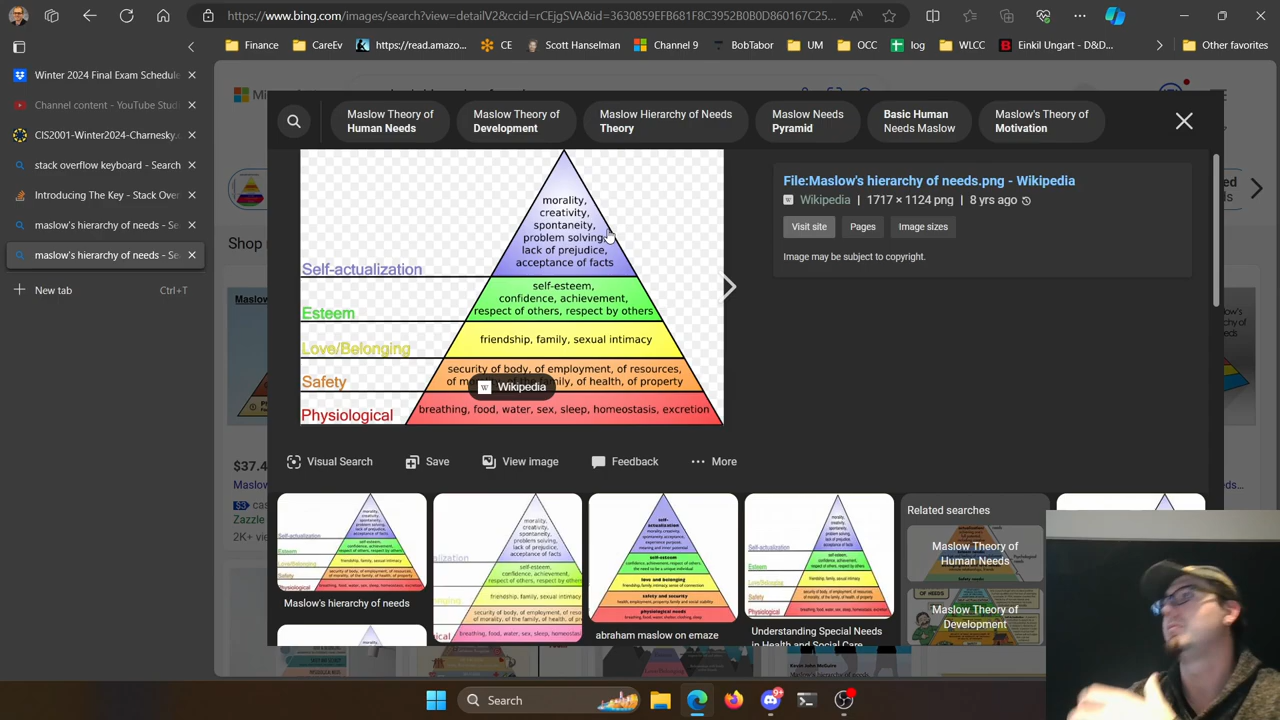 https://www.bing.com/images/search?view=detailV2&ccid=rCEjgSVA&id=3630859EFB681F8C35B2B0B0D860167C25...
Finance
CareEv
https://read.amazo...
CE
Scott Hanselman
Channel 9
BobTabor
UM
OCC
log
WLCC
Einkil Ungart - D&D...
Other favorites
Winter 2024 Final Exam Schedule
Channel content - YouTube Stud
CIS2001-Winter2024-Charnesky.
stack overflow keyboard - Search
Introducing The Key - Stack Over
maslow's hierarchy of needs - Se
maslow's hierarchy of needs - Se
New tab
Ctrl+T
Maslow Theory of
Human Needs
Maslow Theory of
Development
Maslow Hierarchy of Needs
Theory
Maslow Needs
Pyramid
Basic Human
Needs Maslow
Maslow's Theory of
Motivation
Shop
$37.4
Zazzle
2K+
morality,
creativity,
spontaneity,
problem solving,
lack of prejudice,
acceptance of facts
Self-actualization
self-esteem,
confidence, achievement,
respect of others, respect by others
Esteem
friendship, family, sexual intimacy
Love/Belonging
security of body, of employment, of resources,
of family, of health, of property
Safety
breathing, food, water, sex, sleep, homeostasis, excretion
Physiological
Wikipedia
File:Maslow's hierarchy of needs.png - Wikipedia
Wikipedia
1717 × 1124 png
8 yrs ago
Visit site
Pages
Image sizes
Image may be subject to copyright.
Visual Search
Save
View image
Feedback
More
Maslow's hierarchy of needs
abraham maslow on emaze
Understanding Special Needs
in Health and Social Care
Related searches
Maslow Theory of
Human Needs
Maslow Theory of
Development
Search